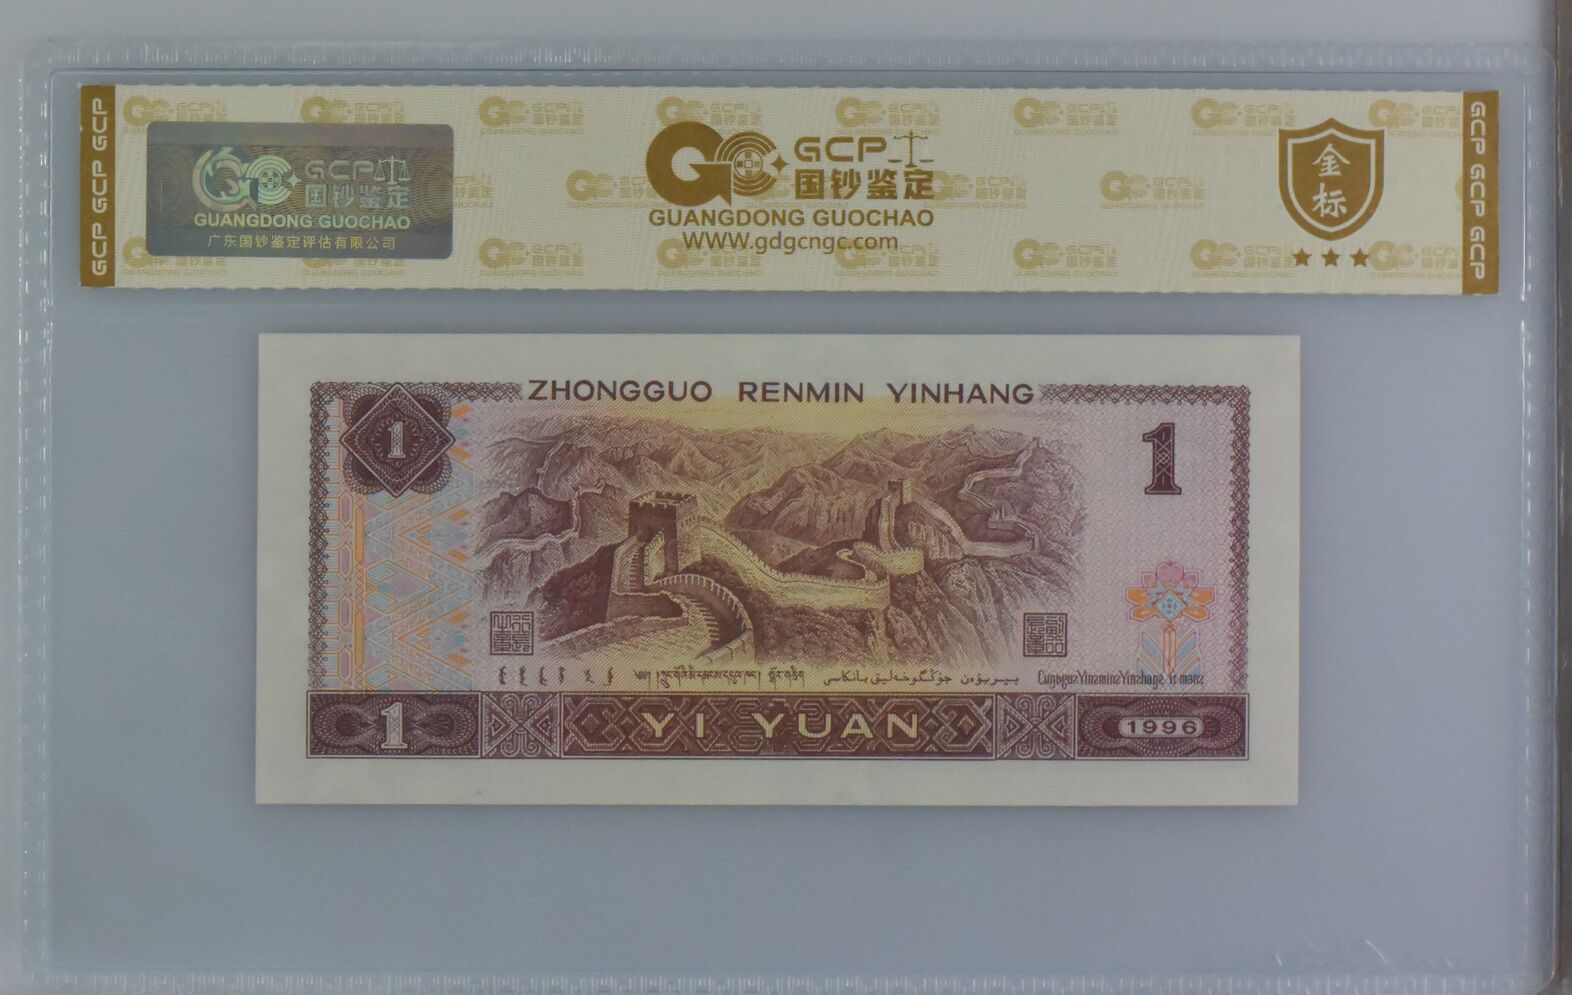 GCP GCP GCP
GCP
国钞鉴定
GUANGDONG GUOCHAO
广东国钞鉴定评估有限公司
GCP
国钞鉴定
GUANGDONG GUOCHAO
WWW.gdgcngc.com
金标
GCP GCP GCP
ZHONGGUO RENMIN YINHANG
1
1
1
YI YUAN
1996